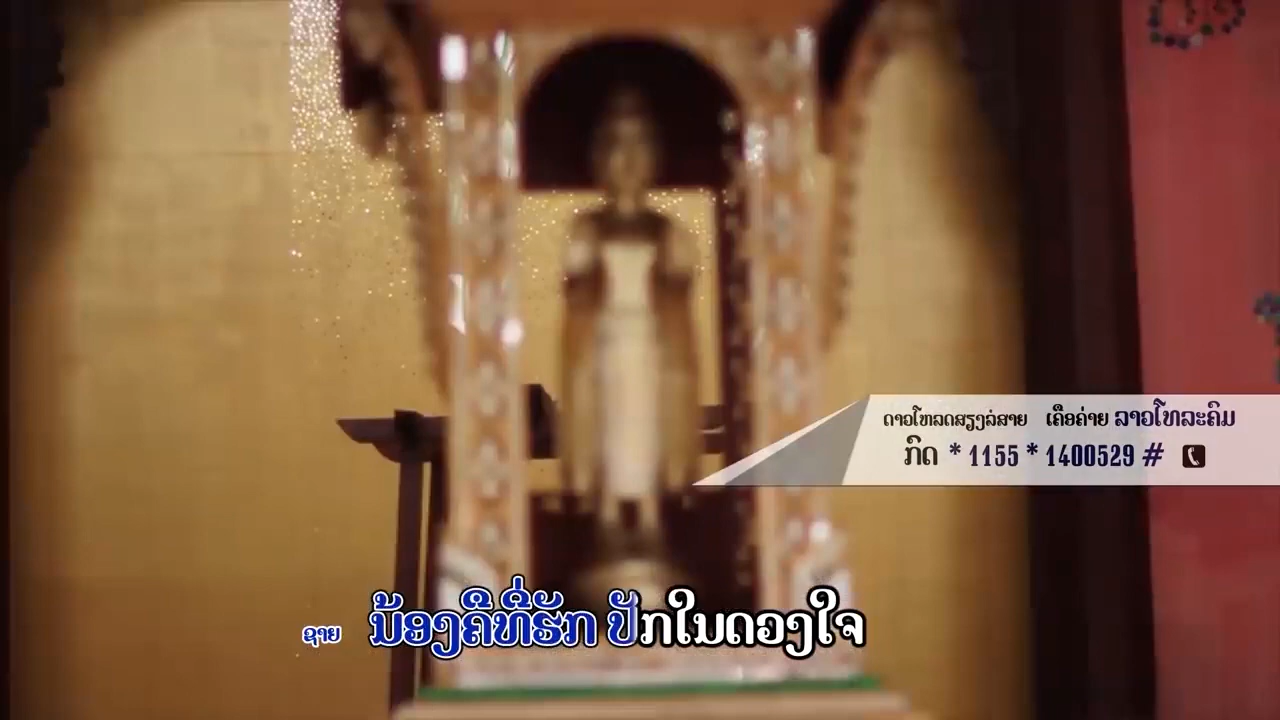 ດາວໂຫລດສຽງລໍສາຍ ເຄືອຄ່າຍ ລາວໂທລະຄົມ
ກົດ *1155*1400529#
ຊາຍ ນ້ອງຄືທີ່ຮັກ ປັກໃນດອງໃຈ